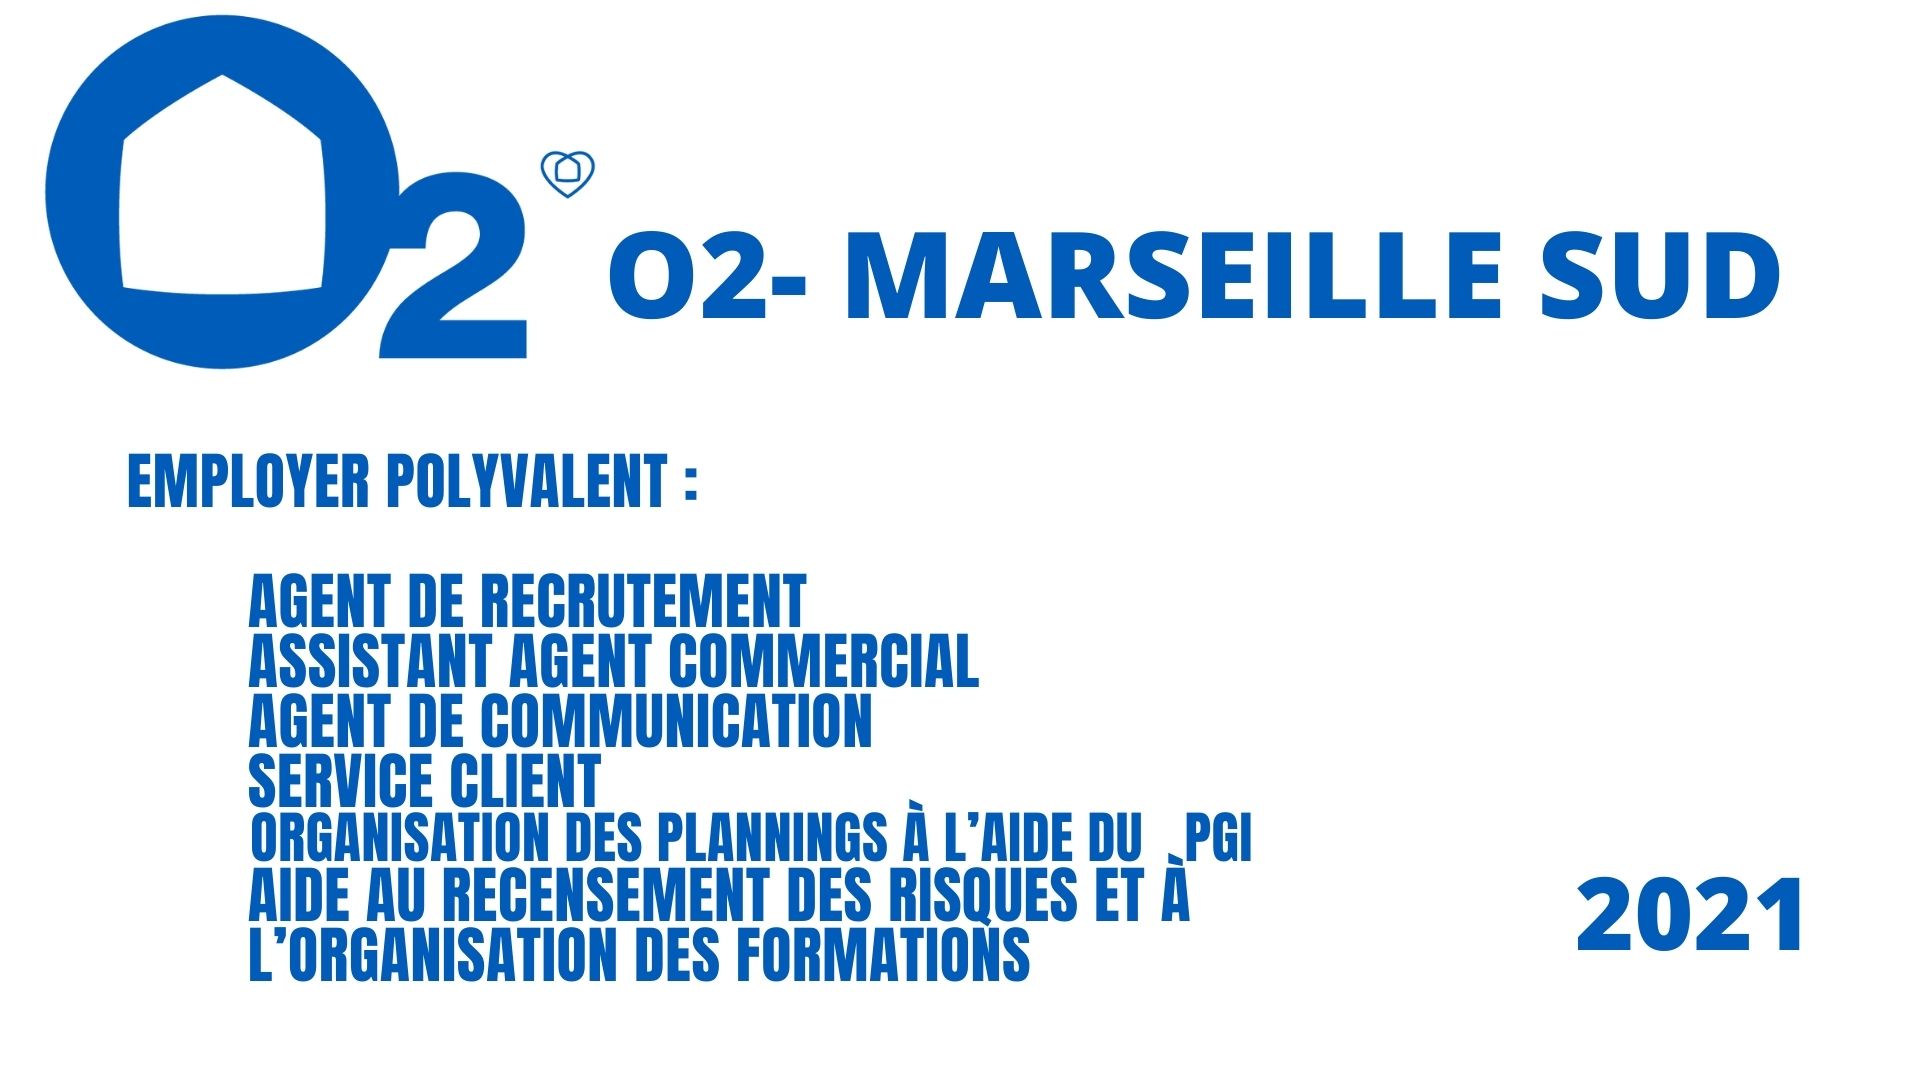 O2
O2- MARSEILLE SUD
EMPLOYER POLYVALENT :
AGENT DE RECRUTEMENT
ASSISTANT AGENT COMMERCIAL
AGENT DE COMMUNICATION
SERVICE CLIENT
ORGANISATION DES PLANNINGS À L’AIDE DU PGI
AIDE AU RECENSEMENT DES RISQUES ET À
L’ORGANISATION DES FORMATIONS
2021